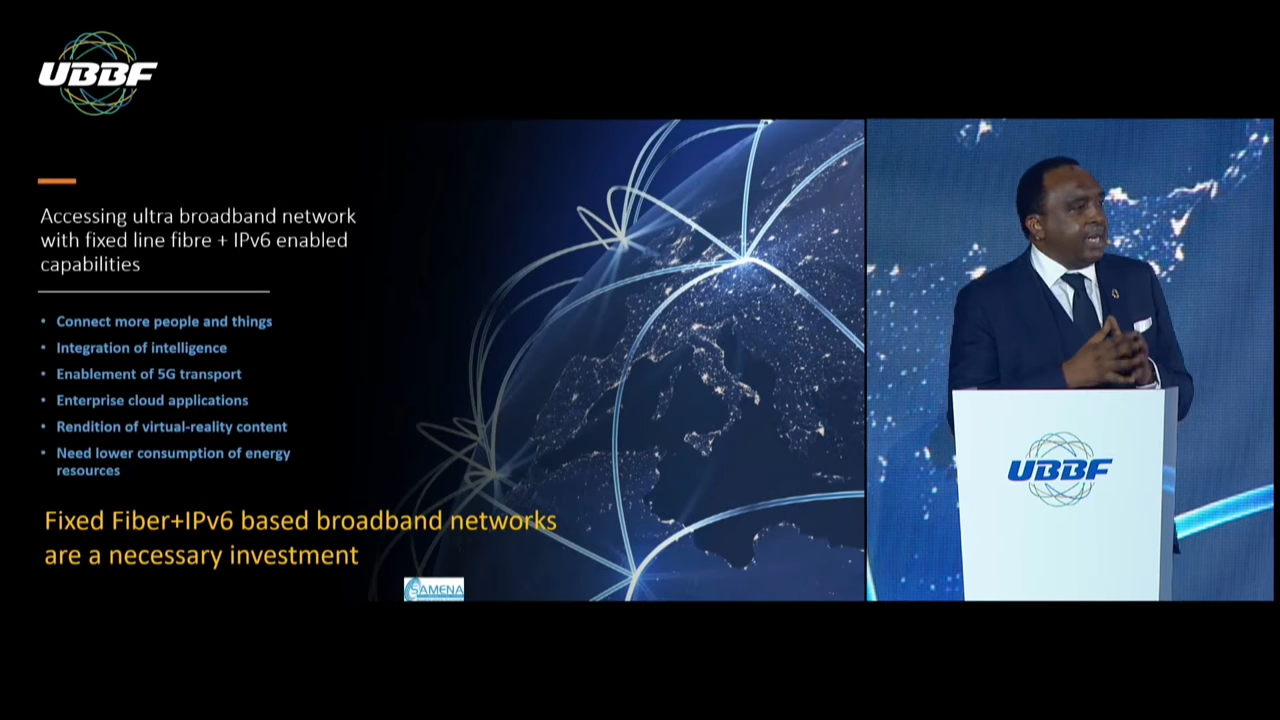 UBBF
Accessing ultra broadband network
with fixed line fibre + IPv6 enabled
capabilities
• Connect more people and things
• Integration of intelligence
• Enablement of 5G transport
• Enterprise cloud applications
• Rendition of virtual-reality content
• Need lower consumption of energy
resources
Fixed Fiber+IPv6 based broadband networks
are a necessary investment
SAMENA
UBBF